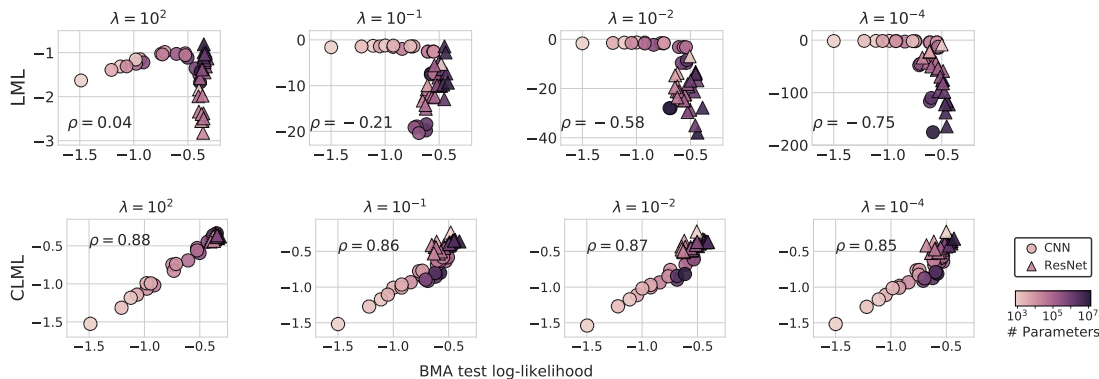 λ = 10²
λ = 10⁻¹
λ = 10⁻²
λ = 10⁻⁴
LML
−1
−2
−3
ρ = 0.04
−1.5 −1.0 −0.5
0
−10
−20
ρ = −0.21
−1.5 −1.0 −0.5
0
−20
−40
ρ = −0.58
−1.5 −1.0 −0.5
0
−100
−200
ρ = −0.75
−1.5 −1.0 −0.5
λ = 10²
λ = 10⁻¹
λ = 10⁻²
λ = 10⁻⁴
CLML
−0.5
−1.0
−1.5
ρ = 0.88
−1.5 −1.0 −0.5
−0.5
−1.0
−1.5
ρ = 0.86
−1.5 −1.0 −0.5
−0.5
−1.0
−1.5
ρ = 0.87
−1.5 −1.0 −0.5
−0.5
−1.0
−1.5
ρ = 0.85
−1.5 −1.0 −0.5
CNN
ResNet
10³ 10⁵ 10⁷
# Parameters
BMA test log-likelihood